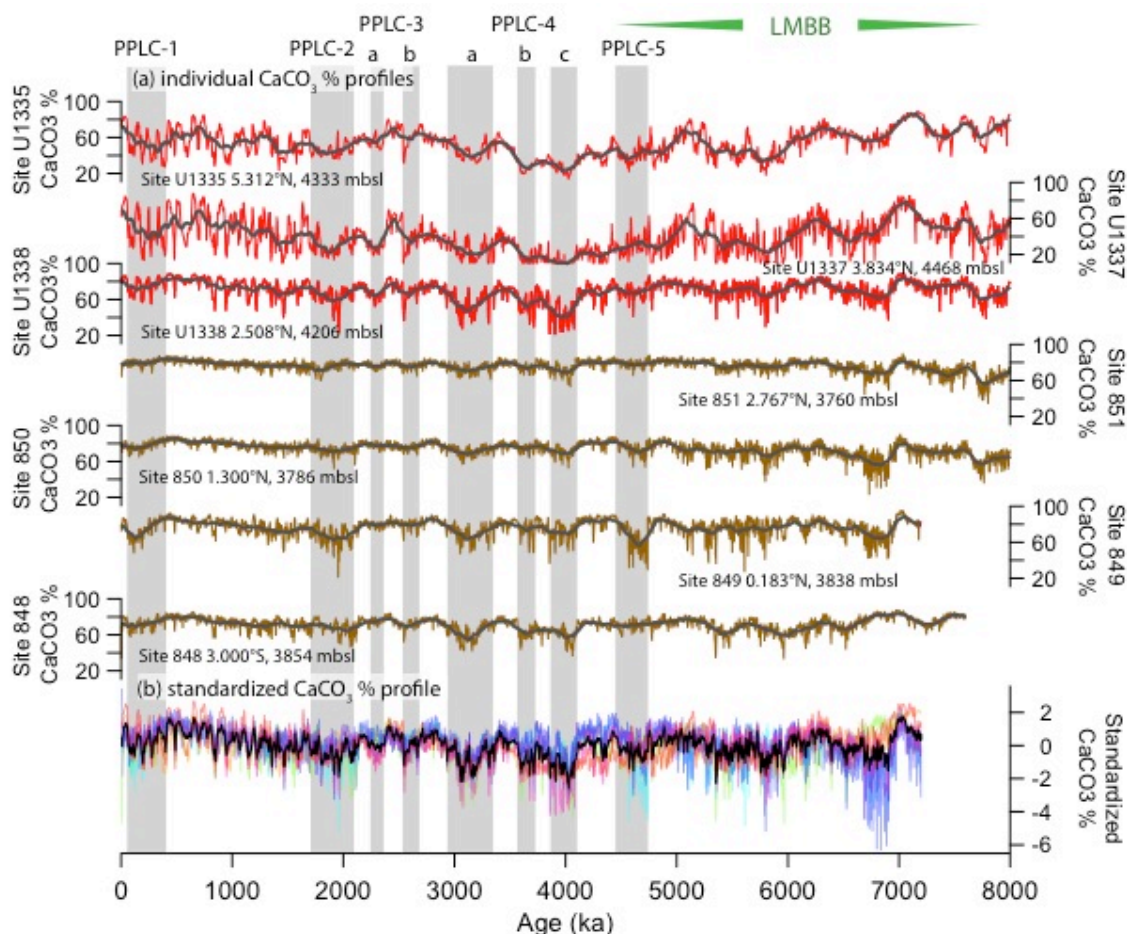 LMBB
PPLC-3 PPLC-4
PPLC-1 PPLC-2 a b a b c PPLC-5
(a) individual CaCO3 % profiles
Site U1335
CaCO3 %
100
60
20
Site U1335 5.312°N, 4333 mbsl
Site U1337
CaCO3 %
100
60
20
Site U1337 3.834°N, 4468 mbsl
Site U1338
CaCO3 %
100
60
20
Site U1338 2.508°N, 4206 mbsl
Site 851
CaCO3 %
100
60
20
Site 851 2.767°N, 3760 mbsl
Site 850
CaCO3 %
100
60
20
Site 850 1.300°N, 3786 mbsl
Site 849
CaCO3 %
100
60
20
Site 849 0.183°N, 3838 mbsl
Site 848
CaCO3 %
100
60
20
Site 848 3.000°S, 3854 mbsl
(b) standardized CaCO3 % profile
Standardized
CaCO3 %
2
0
-2
-4
-6
0 1000 2000 3000 4000 5000 6000 7000 8000
Age (ka)